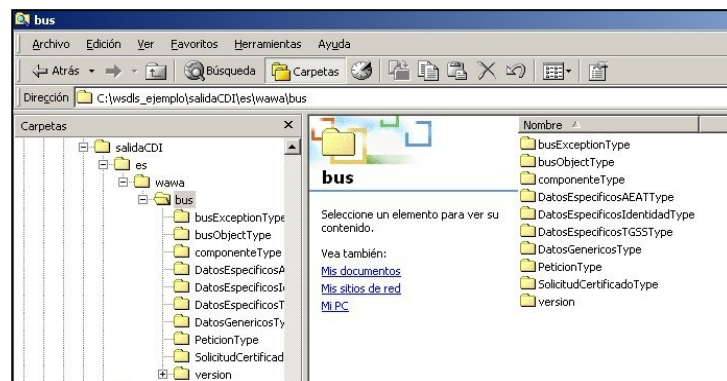 bus
Archivo Edición Ver Favoritos Herramientas Ayuda
Atrás Búsqueda Carpetas
Dirección C:\wsdls_ejemplo\salidaCDI\es\wawa\bus
Carpetas
salidaCDI
es
wawa
bus
busExceptionType
busObjectType
componenteType
DatosEspecificosA
DatosEspecificosI
DatosEspecificosT
DatosGenericosTy
PeticionType
SolicitudCertificad
version
bus
Seleccione un elemento para ver su
contenido.
Vea también:
Mis documentos
Mis sitios de red
Mi PC
Nombre
busExceptionType
busObjectType
componenteType
DatosEspecificosAEATType
DatosEspecificosIdentidadType
DatosEspecificosTGSSType
DatosGenericosType
PeticionType
SolicitudCertificadoType
version